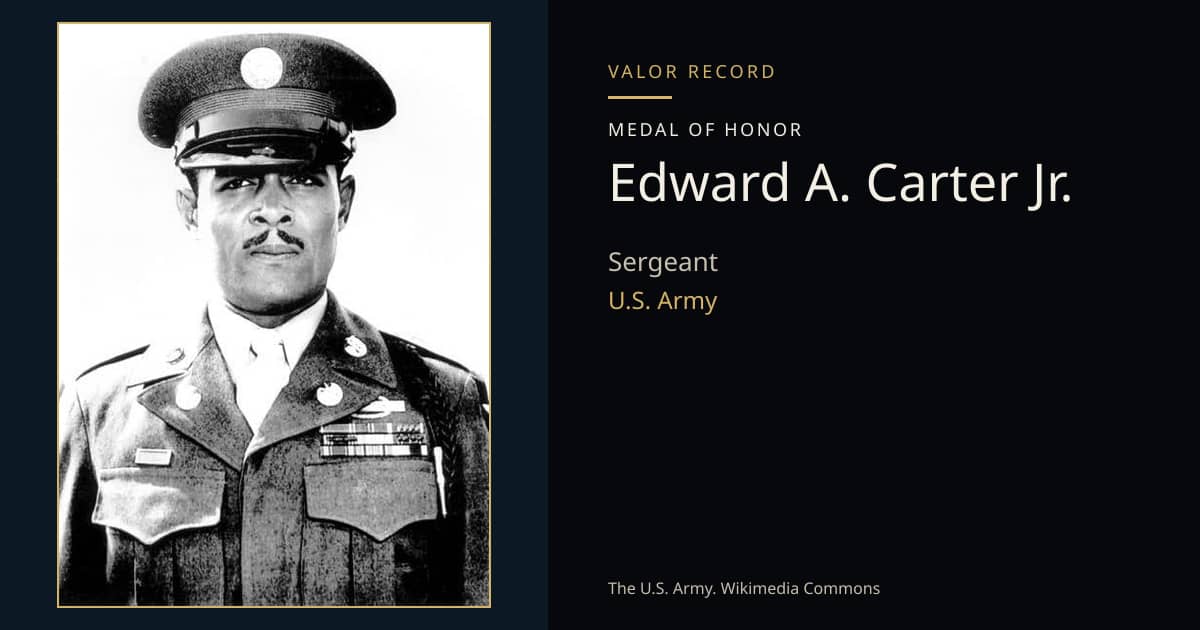 VALOR RECORD
MEDAL OF HONOR
Edward A. Carter Jr.
Sergeant
U.S. Army
The U.S. Army. Wikimedia Commons